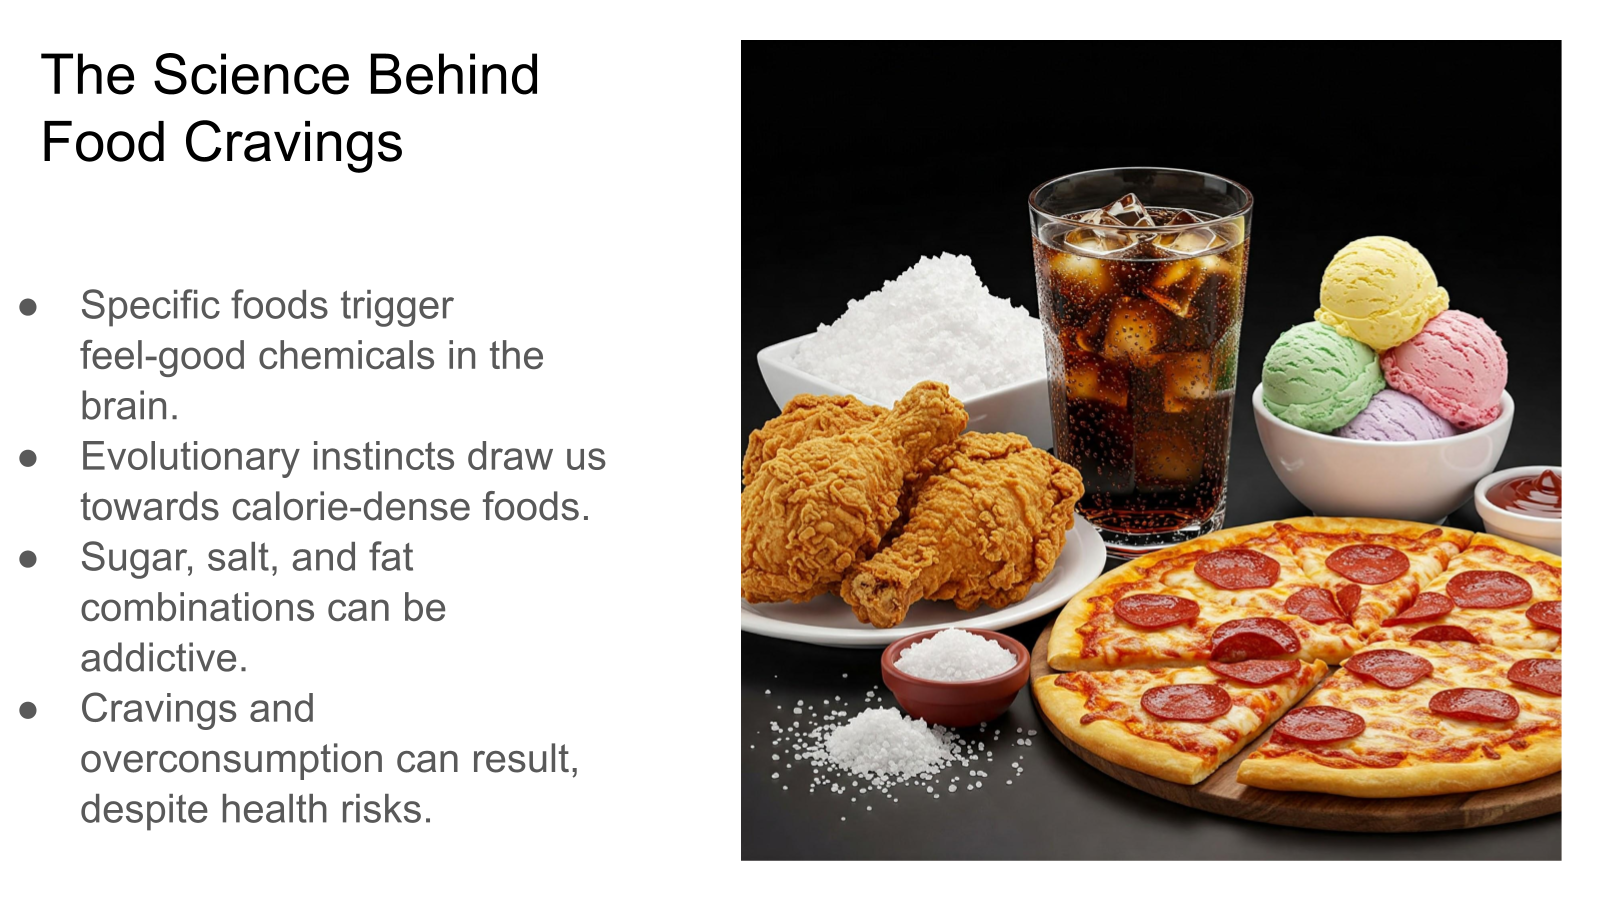 The Science Behind
Food Cravings
● Specific foods trigger
feel-good chemicals in the
brain.
● Evolutionary instincts draw us
towards calorie-dense foods.
● Sugar, salt, and fat
combinations can be
addictive.
● Cravings and
overconsumption can result,
despite health risks.